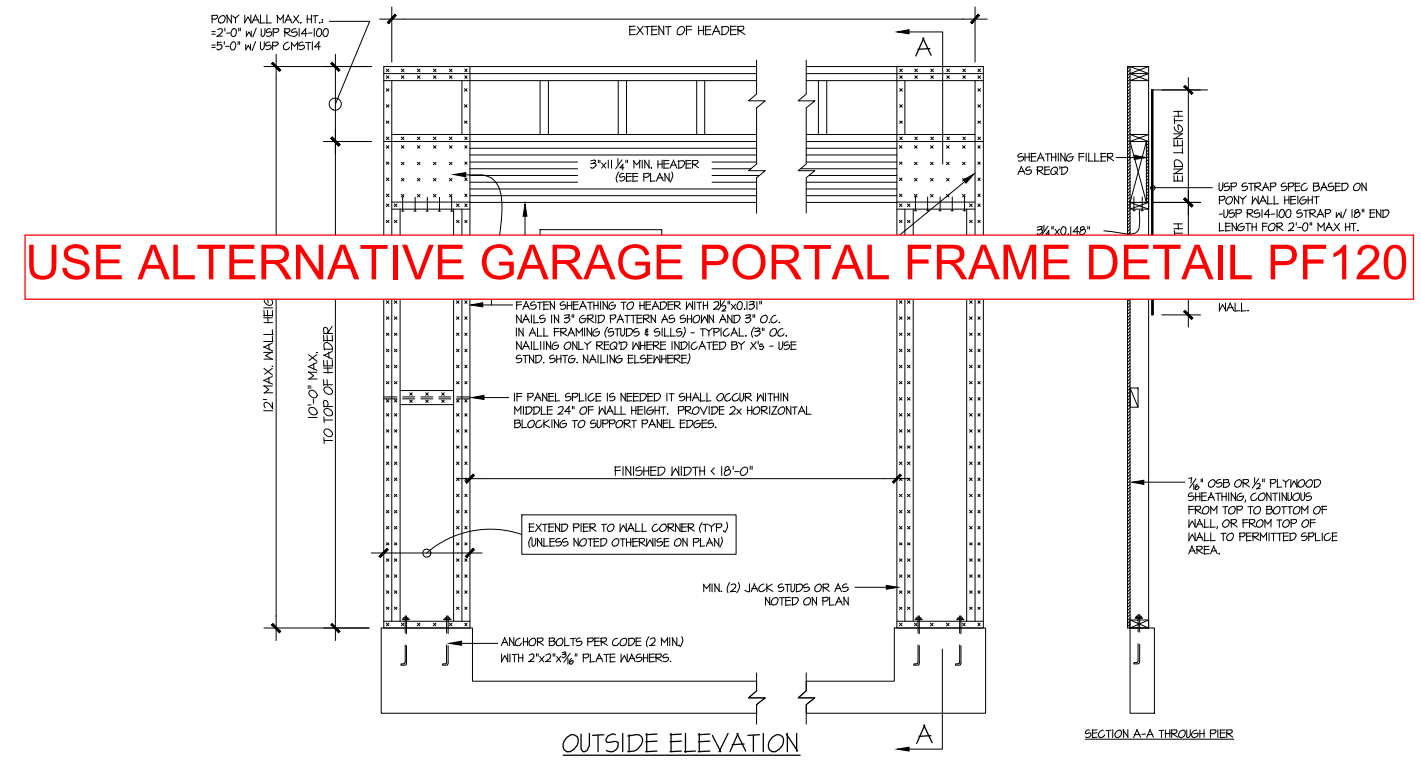 PONY WALL MAX. HT.:
=2'-0" W/ USP RS14-100
=5'-0" W/ USP CMST14
EXTENT OF HEADER
A
3"x11 1/4" MIN. HEADER
(SEE PLAN)
SHEATHING FILLER
AS REQ'D
END LENGTH
USP STRAP SPEC BASED ON
PONY WALL HEIGHT
-USP RS14-100 STRAP W/ 18" END
LENGTH FOR 2'-0" MAX HT.
3 1/4"x0.148"
USE ALTERNATIVE GARAGE PORTAL FRAME DETAIL PF120
WALL.
12' MAX. WALL
10'-0" MAX.
TO TOP OF HEADER
FASTEN SHEATHING TO HEADER WITH 2 1/2"x0.131"
NAILS IN 3" GRID PATTERN AS SHOWN AND 3" O.C.
IN ALL FRAMING (STUDS & SILLS) - TYPICAL. (3" OC.
NAILING ONLY REQ'D WHERE INDICATED BY X's - USE
STND. SHTG. NAILING ELSEWHERE)
IF PANEL SPLICE IS NEEDED IT SHALL OCCUR WITHIN
MIDDLE 24" OF WALL HEIGHT. PROVIDE 2x HORIZONTAL
BLOCKING TO SUPPORT PANEL EDGES.
FINISHED WIDTH < 18'-0"
7/16" OSB OR 1/2" PLYWOOD
SHEATHING, CONTINUOUS
FROM TOP TO BOTTOM OF
WALL, OR FROM TOP OF
WALL TO PERMITTED SPLICE
AREA.
EXTEND PIER TO WALL CORNER (TYP.)
(UNLESS NOTED OTHERWISE ON PLAN)
MIN. (2) JACK STUDS OR AS
NOTED ON PLAN
ANCHOR BOLTS PER CODE (2 MIN.)
WITH 2"x2"x3/16" PLATE WASHERS.
A
OUTSIDE ELEVATION
SECTION A-A THROUGH PIER